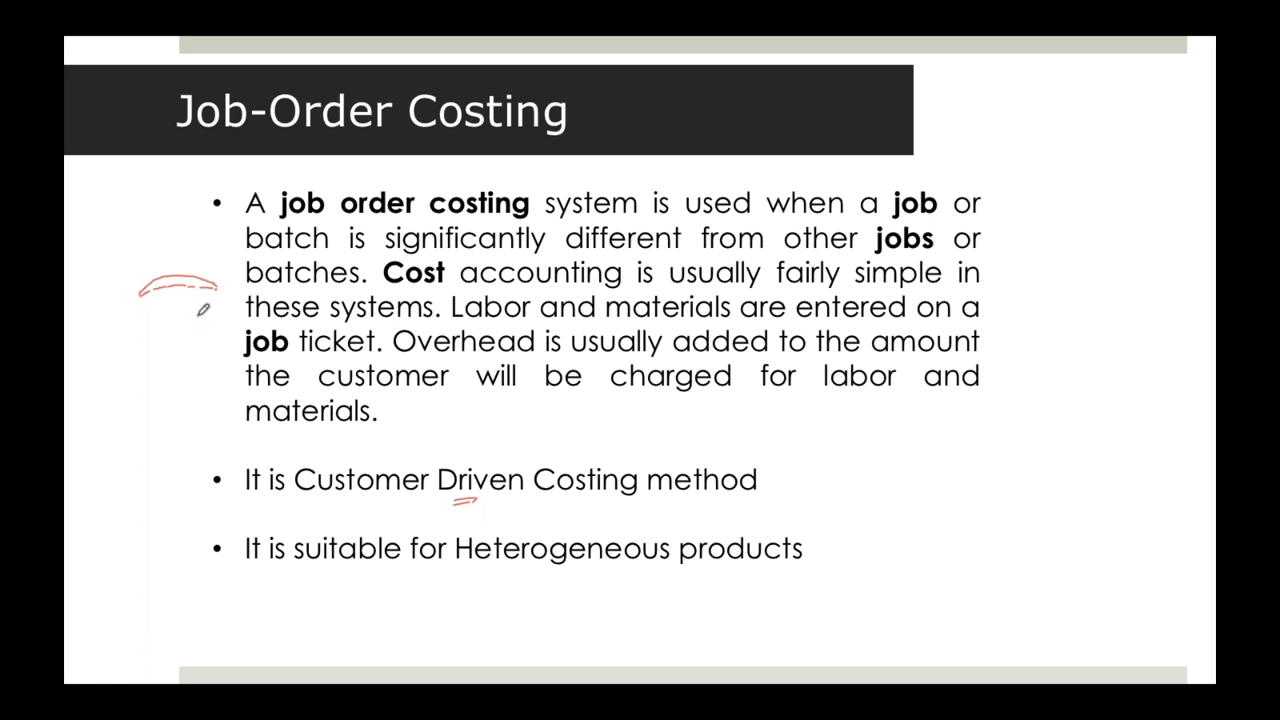 Job-Order Costing
• A job order costing system is used when a job or
batch is significantly different from other jobs or
batches. Cost accounting is usually fairly simple in
these systems. Labor and materials are entered on a
job ticket. Overhead is usually added to the amount
the customer will be charged for labor and
materials.
• It is Customer Driven Costing method
• It is suitable for Heterogeneous products